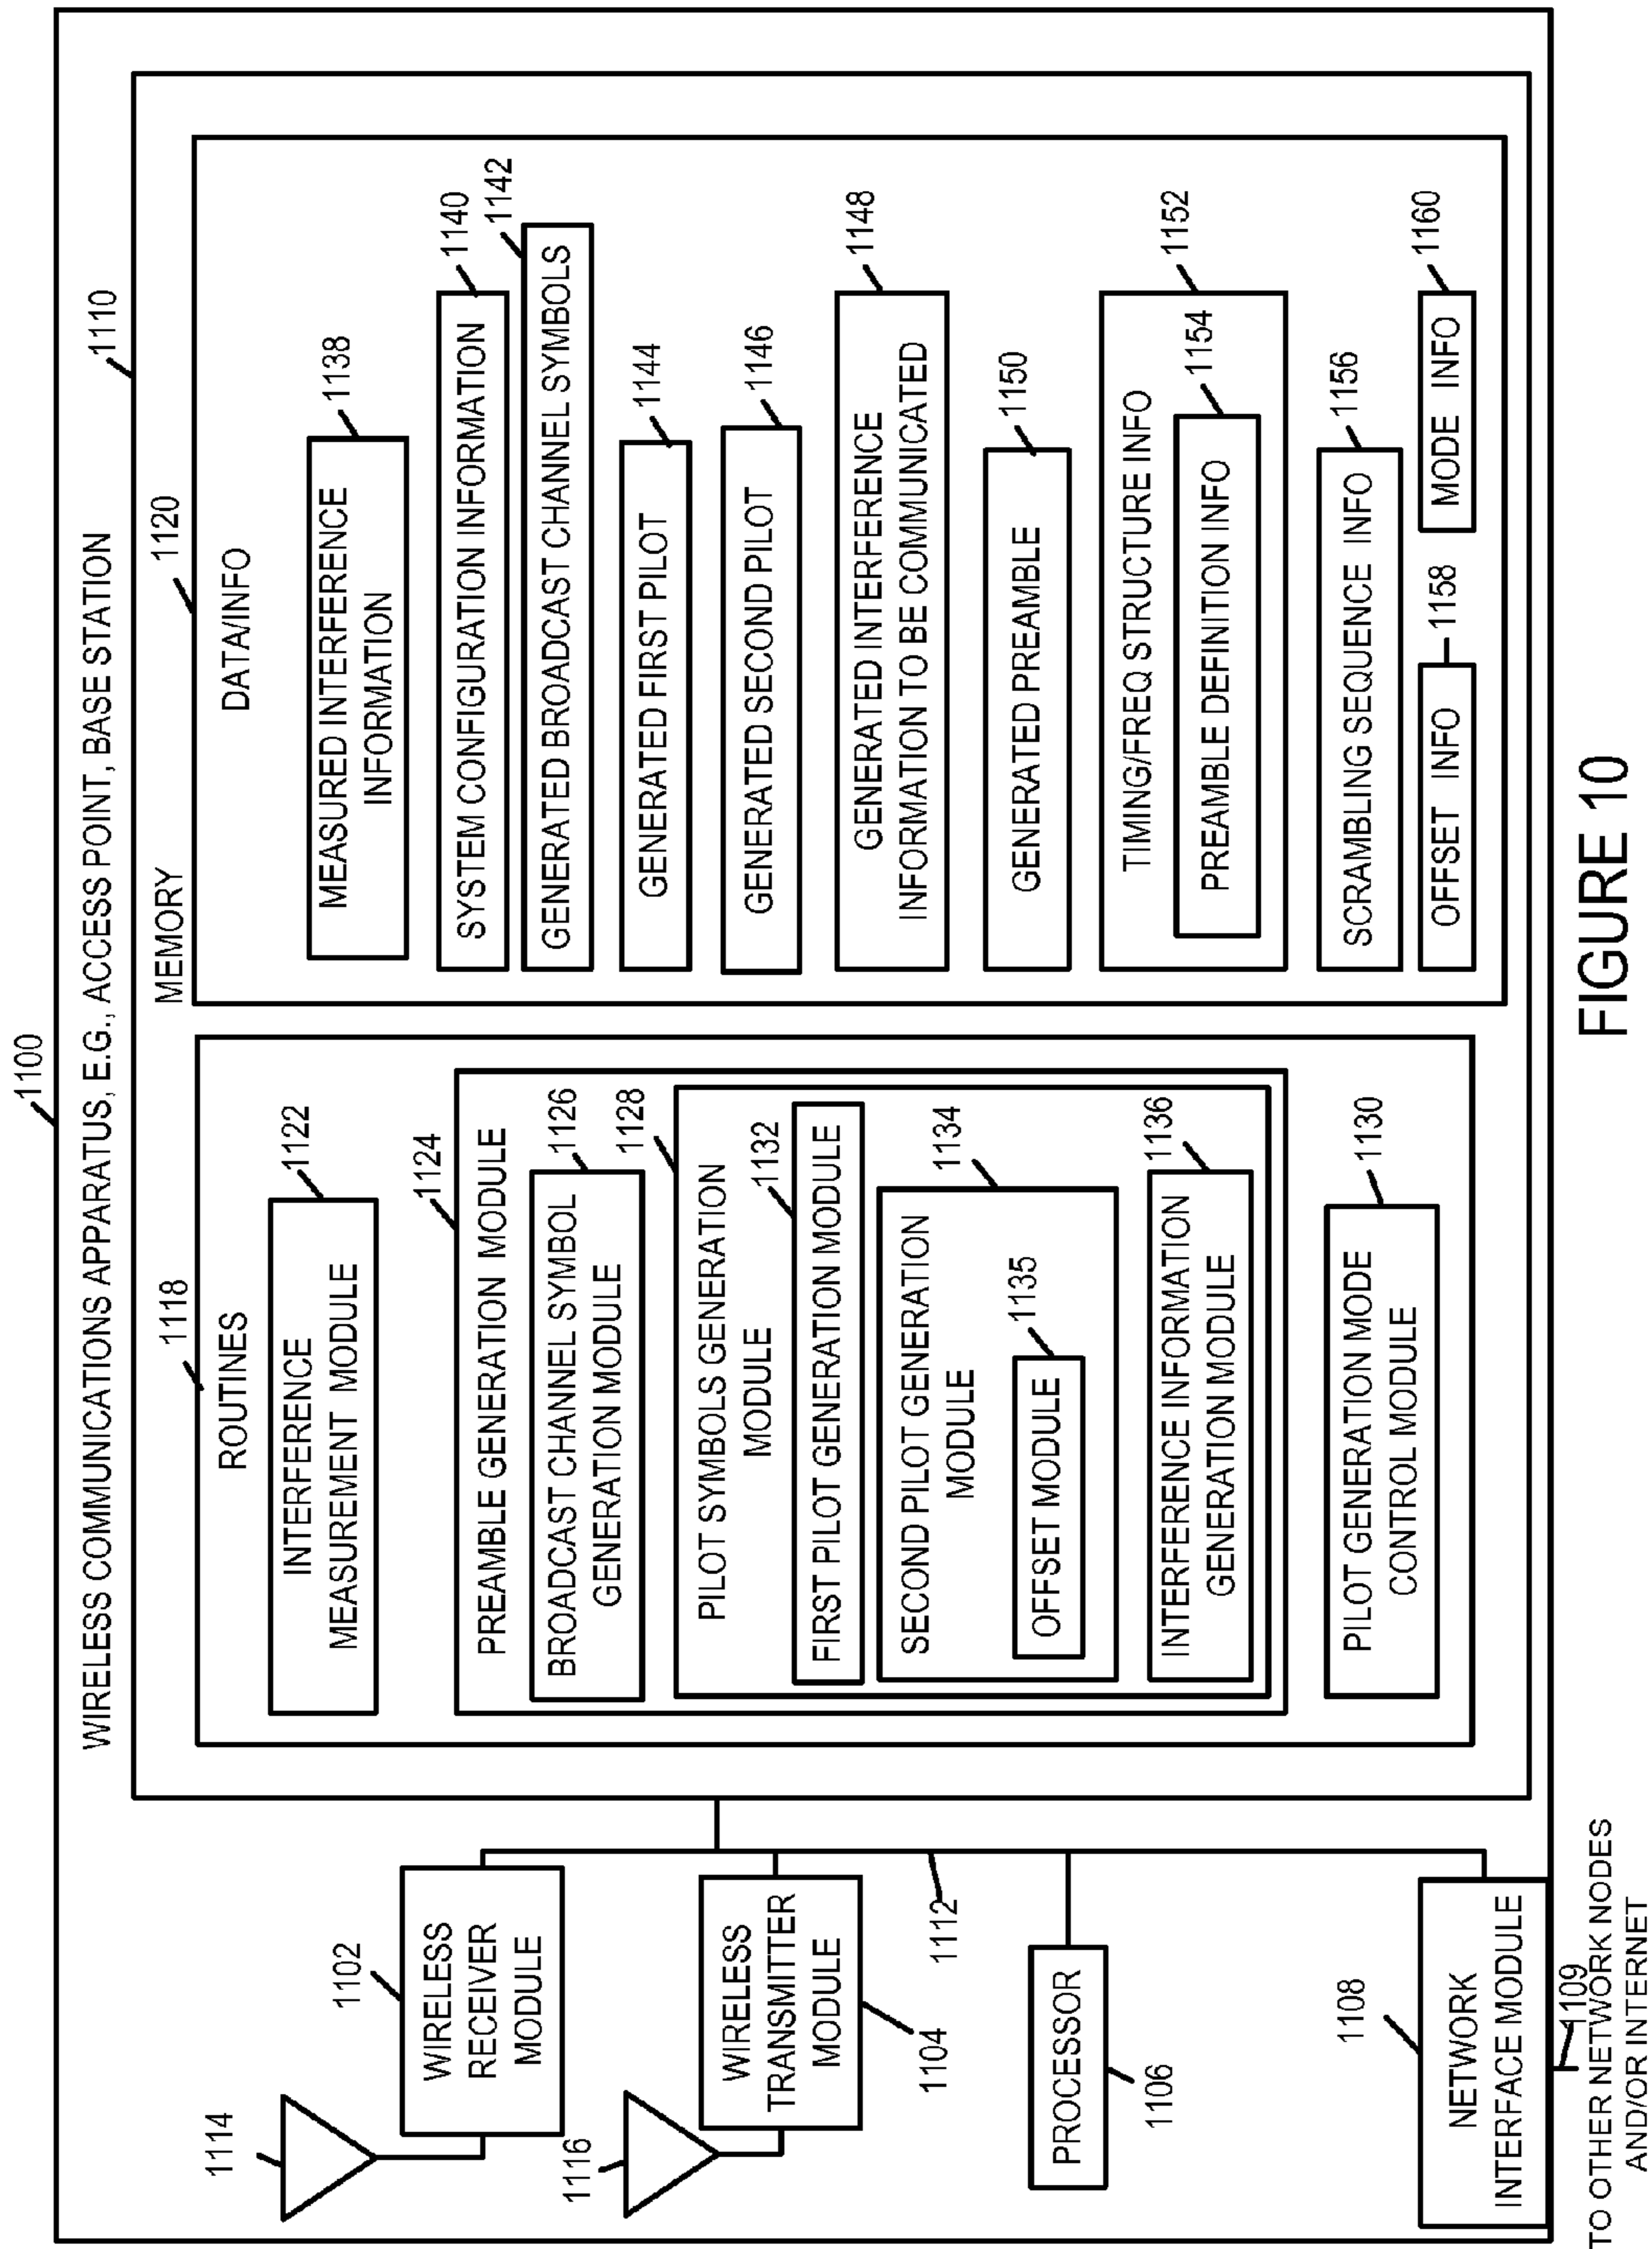 1100
WIRELESS COMMUNICATIONS APPARATUS, E.G., ACCESS POINT, BASE STATION
1110
MEMORY
1114
1102
WIRELESS
RECEIVER
MODULE
1116
WIRELESS
TRANSMITTER
MODULE
1104
1112
PROCESSOR
1106
1108
NETWORK
INTERFACE MODULE
1109
TO OTHER NETWORK NODES
AND/OR INTERNET
1118
ROUTINES
1122
INTERFERENCE
MEASUREMENT MODULE
1124
PREAMBLE GENERATION MODULE
1126
BROADCAST CHANNEL SYMBOL
GENERATION MODULE
1128
PILOT SYMBOLS GENERATION
MODULE
1132
FIRST PILOT GENERATION MODULE
1134
SECOND PILOT GENERATION
MODULE
1135
OFFSET MODULE
1136
INTERFERENCE INFORMATION
GENERATION MODULE
1130
PILOT GENERATION MODE
CONTROL MODULE
1120
DATA/INFO
1138
MEASURED INTERFERENCE
INFORMATION
1140
SYSTEM CONFIGURATION INFORMATION
1142
GENERATED BROADCAST CHANNEL SYMBOLS
1144
GENERATED FIRST PILOT
1146
GENERATED SECOND PILOT
1148
GENERATED INTERFERENCE
INFORMATION TO BE COMMUNICATED
1150
GENERATED PREAMBLE
1152
TIMING/FREQ STRUCTURE INFO
1154
PREAMBLE DEFINITION INFO
1156
SCRAMBLING SEQUENCE INFO
1158
OFFSET INFO
1160
MODE INFO
FIGURE 10